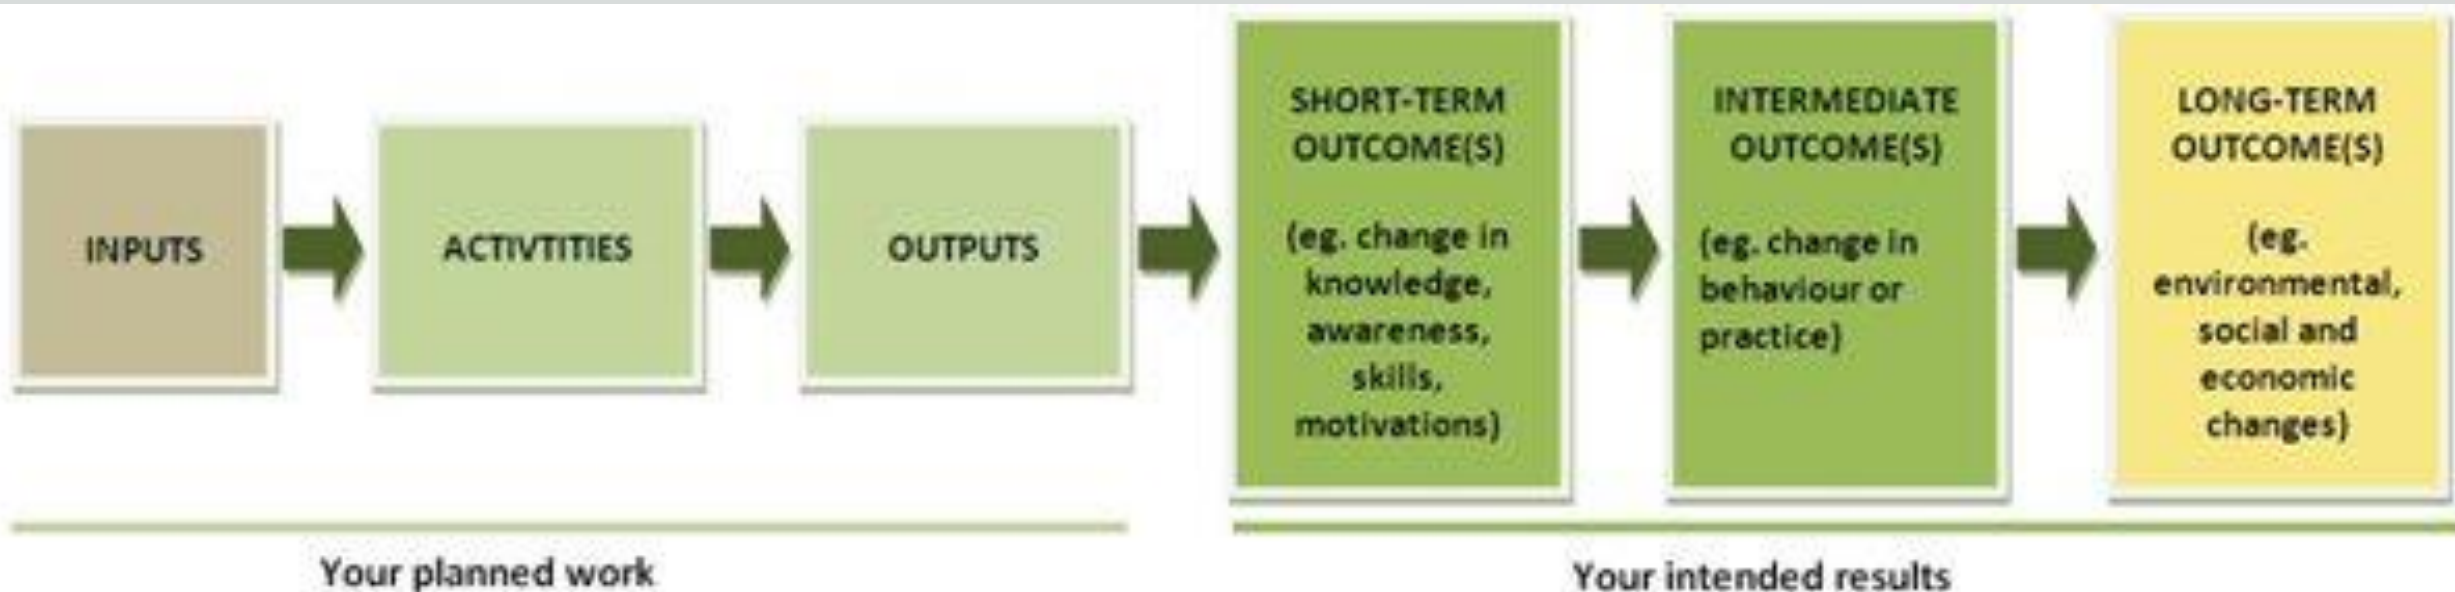 INPUTS
ACTIVTITIES
OUTPUTS
SHORT-TERM
OUTCOME(S)
(eg. change in
knowledge,
awareness,
skills,
motivations)
INTERMEDIATE
OUTCOME(S)
(eg. change in
behaviour or
practice)
LONG-TERM
OUTCOME(S)
(eg.
environmental,
social and
economic
changes)
Your planned work
Your intended results